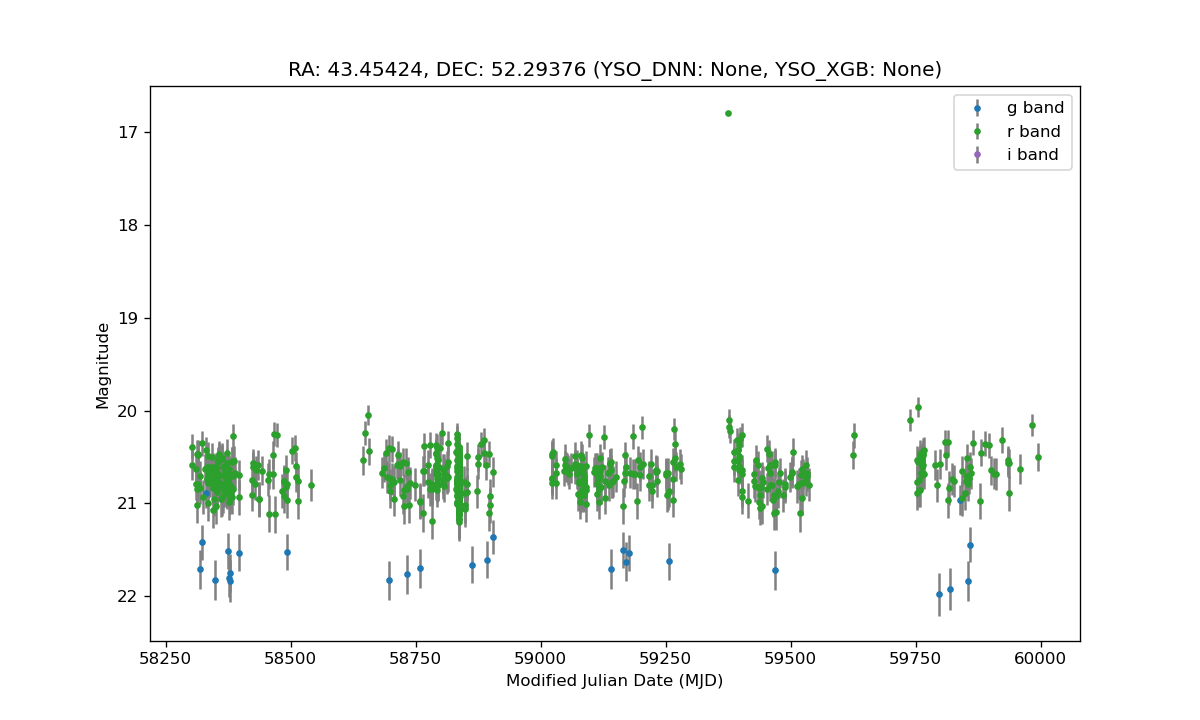 RA: 43.45424, DEC: 52.29376 (YSO_DNN: None, YSO_XGB: None)
g band
r band
i band
17
18
19
20
21
22
Magnitude
58250 58500 58750 59000 59250 59500 59750 60000
Modified Julian Date (MJD)